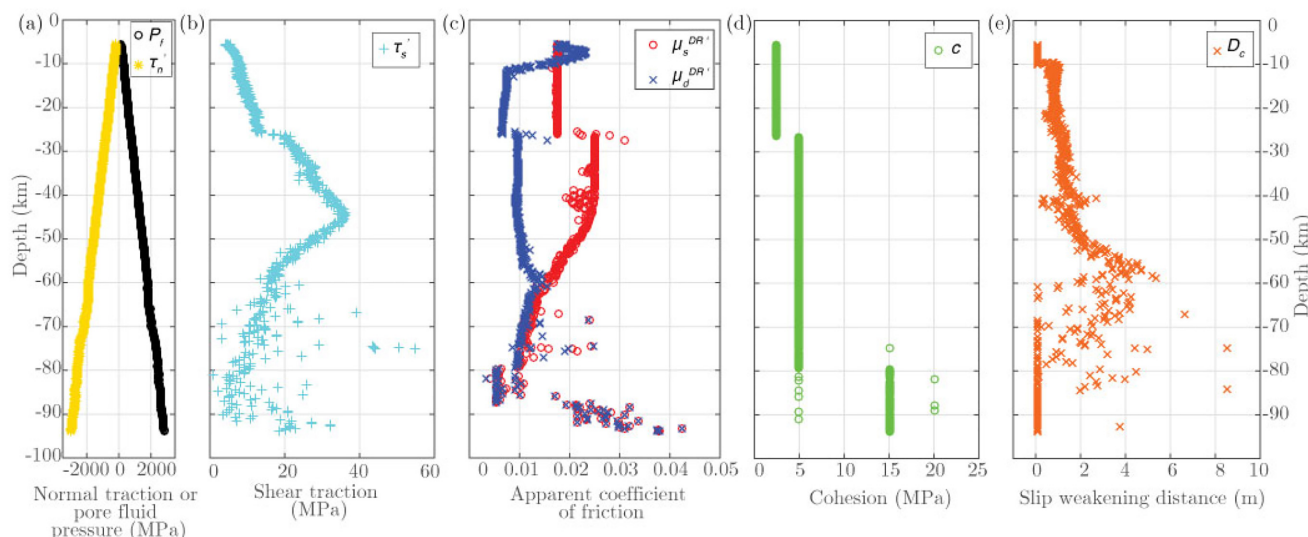 (a)
P_f
τ_n'
(b)
τ_s'
(c)
μ_s^DR'
μ_d^DR'
(d)
c
(e)
D_c
0
-10
-20
-30
-40
-50
-60
-70
-80
-90
-100
Depth (km)
-2000 0 2000
Normal traction or
pore fluid
pressure (MPa)
0 20 40 60
Shear traction
(MPa)
0 0.01 0.02 0.03 0.04 0.05
Apparent coefficient
of friction
0 5 10 15 20 25
Cohesion (MPa)
0 2 4 6 8 10
Slip weakening distance (m)
0
-10
-20
-30
-40
-50
-60
-70
-80
-90
Depth (km)